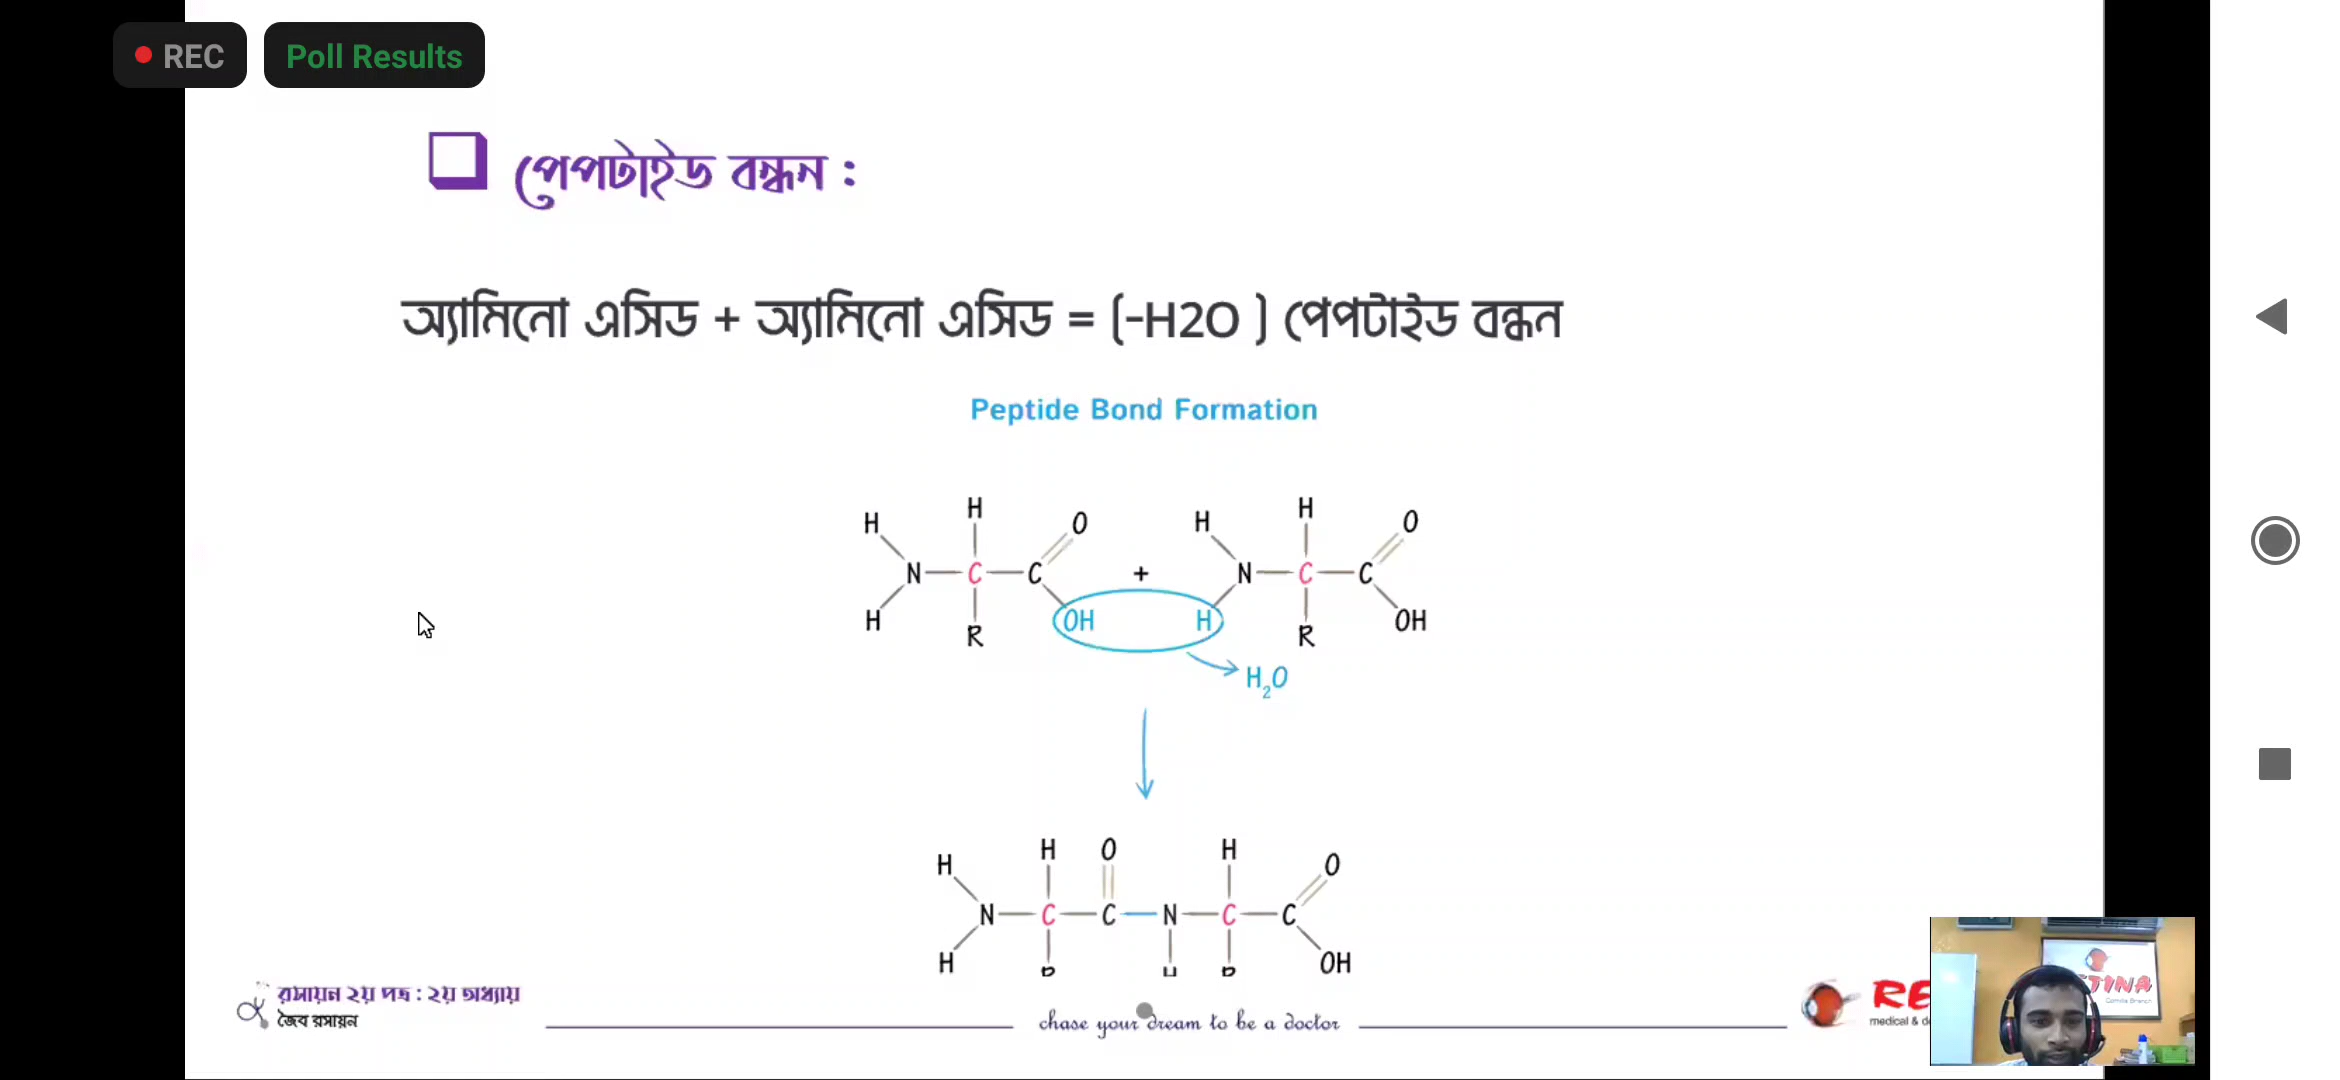 REC
Poll Results
পেপটাইড বন্ধন :
অ্যামিনো এসিড + অ্যামিনো এসিড = (-H2O ) পেপটাইড বন্ধন
Peptide Bond Formation
H H O H H O
N C C + N C C
H R OH H R OH
H₂O
H H O H O
N C C N C C
H OH
রসায়ন ২য় পত্র : ২য় অধ্যায়
জৈব রসায়ন
chase your dream to be a doctor
RE
medical & d
TINA